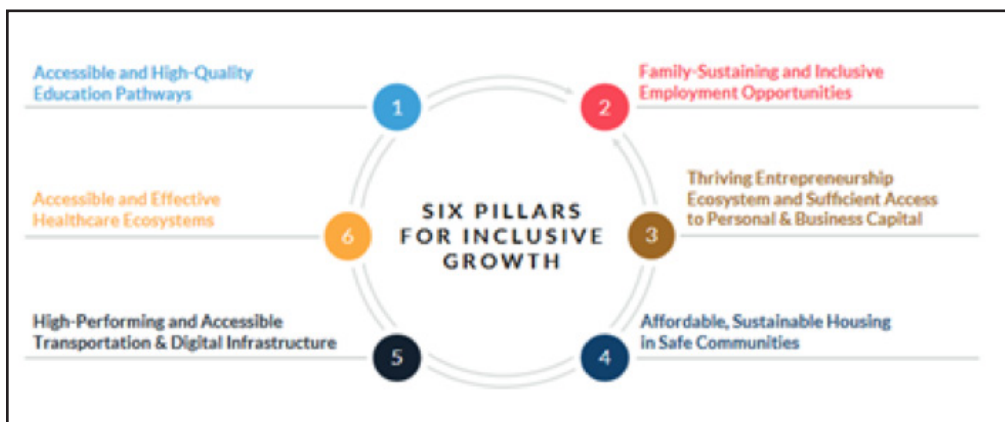 Accessible and High-Quality
Education Pathways
1
2
Family-Sustaining and Inclusive
Employment Opportunities
Accessible and Effective
Healthcare Ecosystems
6
SIX PILLARS
FOR INCLUSIVE
GROWTH
3
Thriving Entrepreneurship
Ecosystem and Sufficient Access
to Personal & Business Capital
High-Performing and Accessible
Transportation & Digital Infrastructure
5
4
Affordable, Sustainable Housing
in Safe Communities